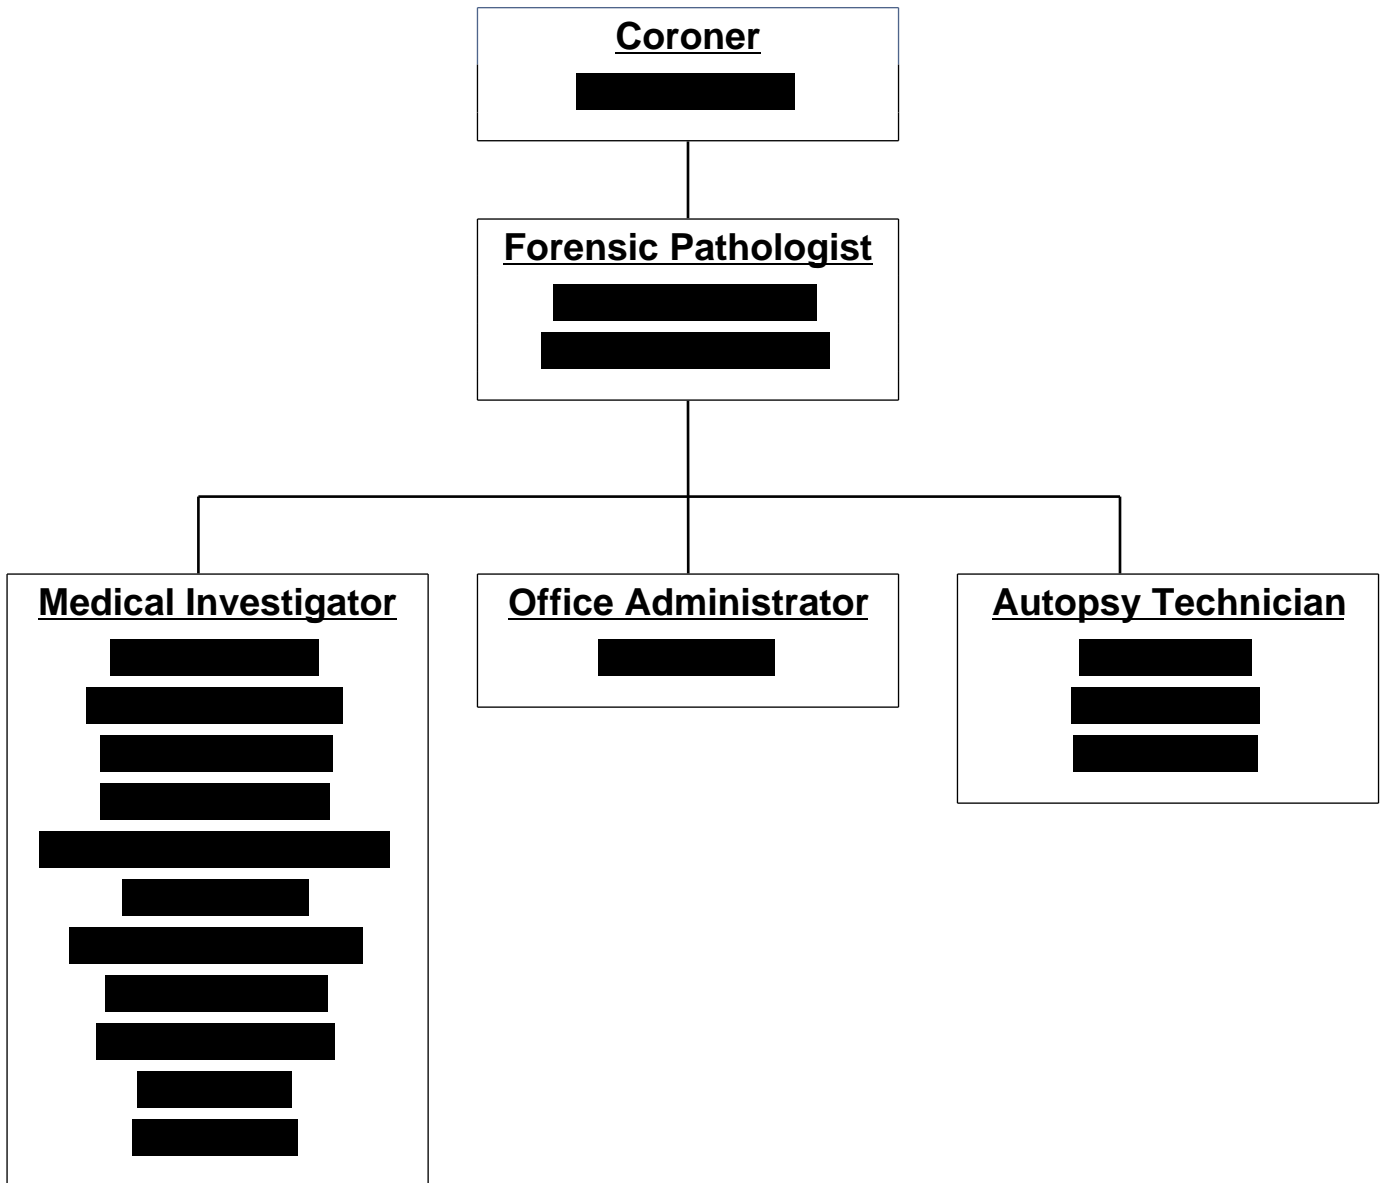 Coroner
Forensic Pathologist
Medical Investigator
Office Administrator
Autopsy Technician